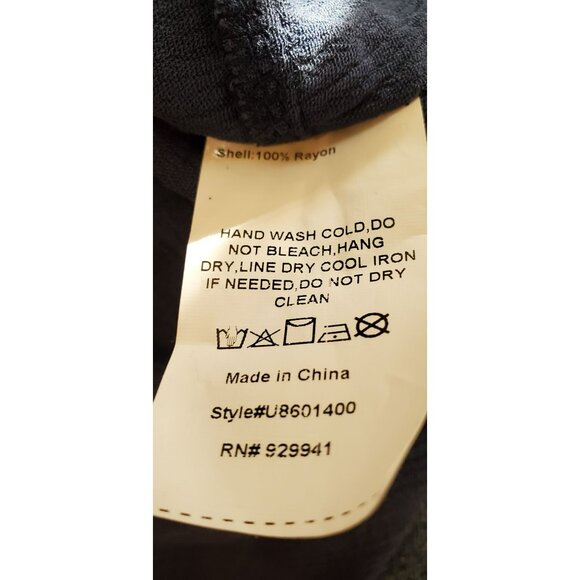 Shell:100% Rayon
HAND WASH COLD,DO
NOT BLEACH,HANG
DRY,LINE DRY COOL IRON
IF NEEDED,DO NOT DRY
CLEAN
Made in China
Style#U8601400
RN# 929941